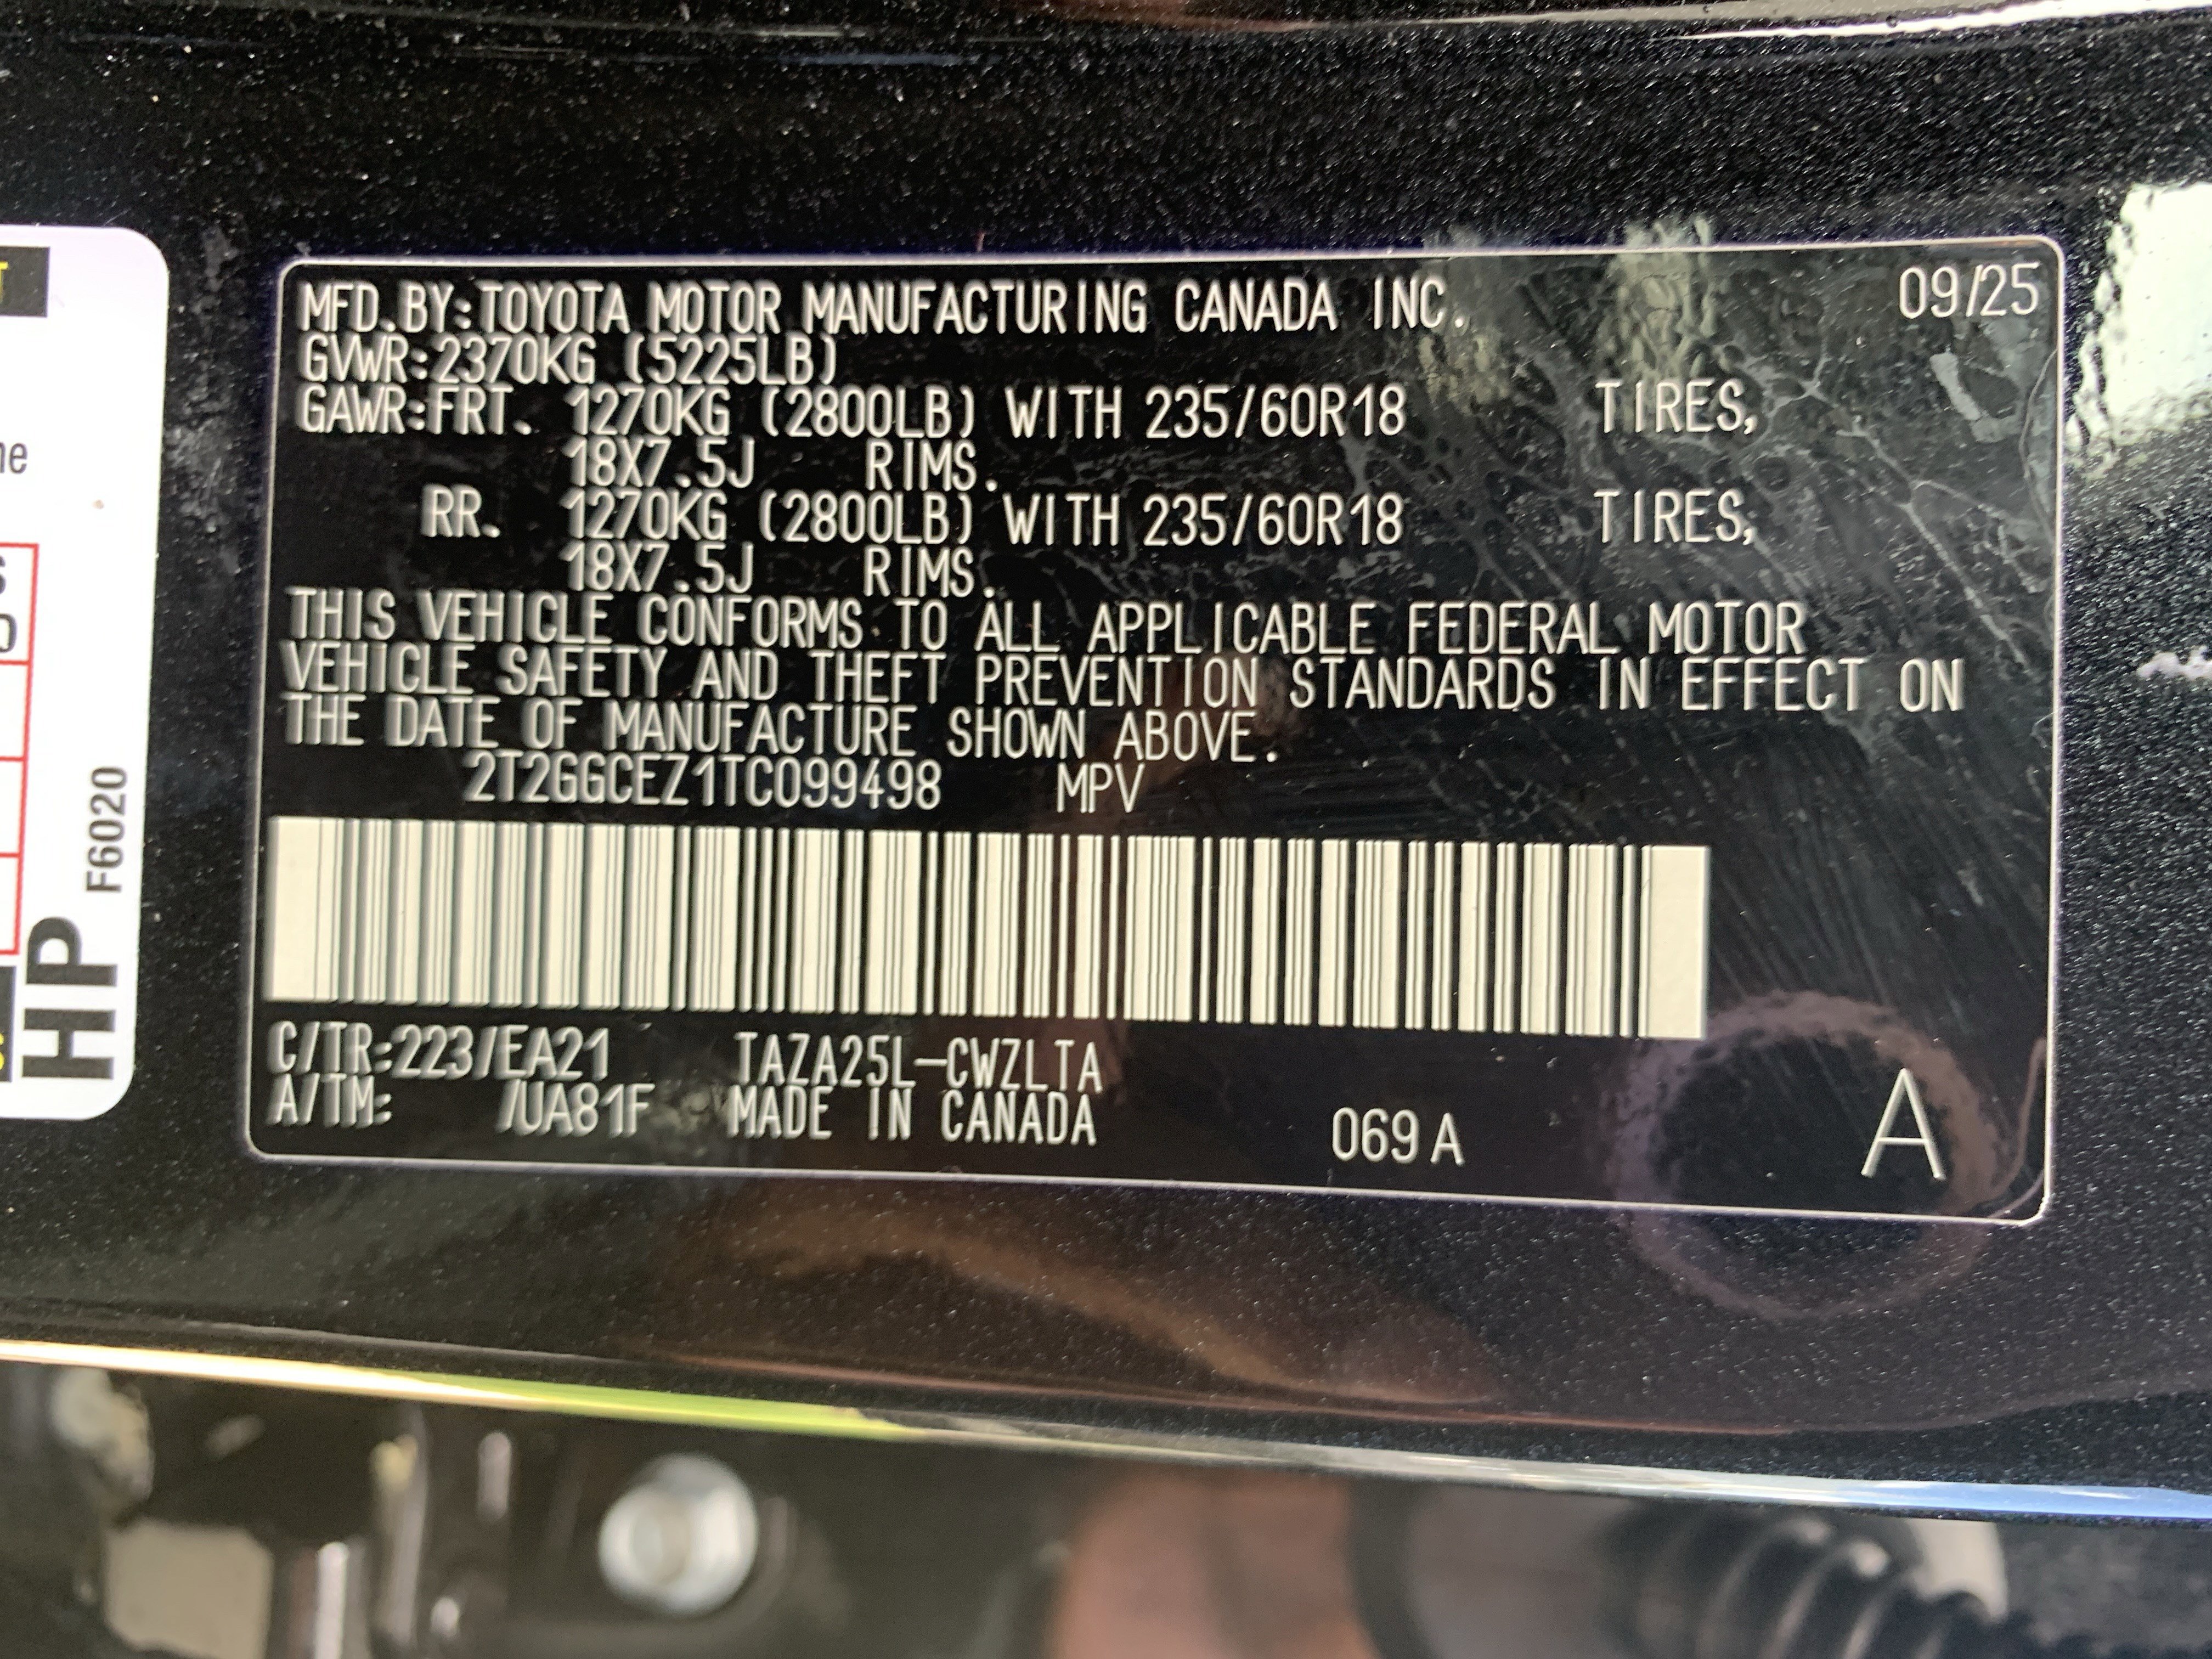 MFD.BY:TOYOTA MOTOR MANUFACTURING CANADA INC. 09/25
GVWR:2370KG (5225LB)
GAWR:FRT. 1270KG (2800LB) WITH 235/60R18 TIRES,
18X7.5J RIMS.
RR. 1270KG (2800LB) WITH 235/60R18 TIRES,
18X7.5J RIMS.
THIS VEHICLE CONFORMS TO ALL APPLICABLE FEDERAL MOTOR
VEHICLE SAFETY AND THEFT PREVENTION STANDARDS IN EFFECT ON
THE DATE OF MANUFACTURE SHOWN ABOVE.
2T2GGCEZ1TC099498 MPV
C/TR:223/EA21 TAZA25L-CWZLTA
A/TM: /UA81F MADE IN CANADA 069 A A
HP F6020